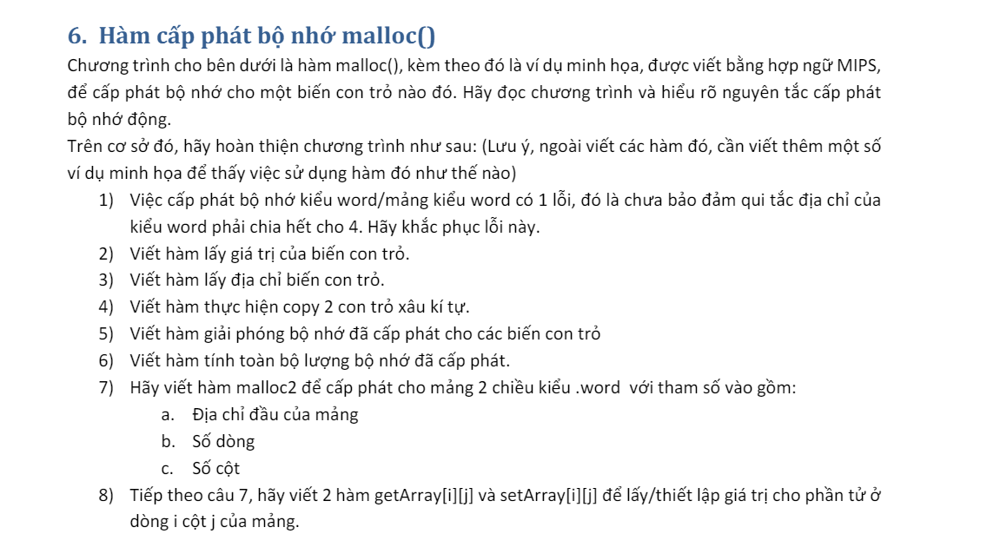 6. Hàm cấp phát bộ nhớ malloc()
Chương trình cho bên dưới là hàm malloc(), kèm theo đó là ví dụ minh họa, được viết bằng hợp ngữ MIPS,
để cấp phát bộ nhớ cho một biến con trỏ nào đó. Hãy đọc chương trình và hiểu rõ nguyên tắc cấp phát
bộ nhớ động.
Trên cơ sở đó, hãy hoàn thiện chương trình như sau: (Lưu ý, ngoài viết các hàm đó, cần viết thêm một số
ví dụ minh họa để thấy việc sử dụng hàm đó như thế nào)
1) Việc cấp phát bộ nhớ kiểu word/mảng kiểu word có 1 lỗi, đó là chưa bảo đảm qui tắc địa chỉ của
kiểu word phải chia hết cho 4. Hãy khắc phục lỗi này.
2) Viết hàm lấy giá trị của biến con trỏ.
3) Viết hàm lấy địa chỉ biến con trỏ.
4) Viết hàm thực hiện copy 2 con trỏ xâu kí tự.
5) Viết hàm giải phóng bộ nhớ đã cấp phát cho các biến con trỏ
6) Viết hàm tính toàn bộ lượng bộ nhớ đã cấp phát.
7) Hãy viết hàm malloc2 để cấp phát cho mảng 2 chiều kiểu .word với tham số vào gồm:
a. Địa chỉ đầu của mảng
b. Số dòng
c. Số cột
8) Tiếp theo câu 7, hãy viết 2 hàm getArray[i][j] và setArray[i][j] để lấy/thiết lập giá trị cho phần tử ở
dòng i cột j của mảng.